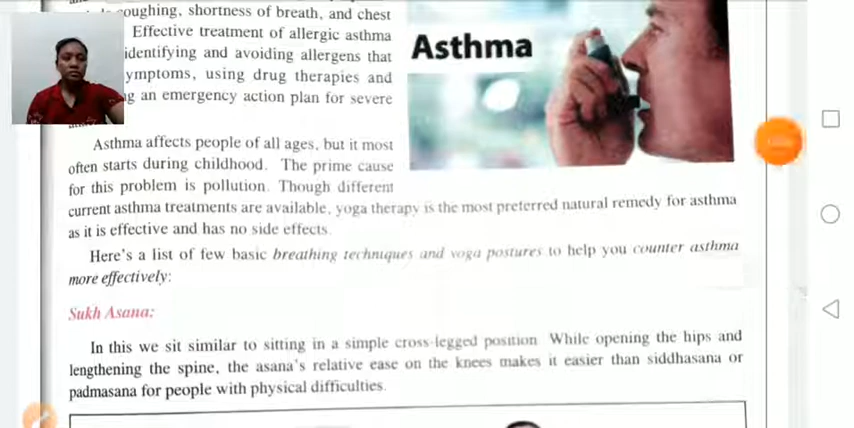 coughing, shortness of breath, and chest
Effective treatment of allergic asthma
identifying and avoiding allergens that
symptoms, using drug therapies and
an emergency action plan for severe
Asthma
Asthma affects people of all ages, but it most
often starts during childhood. The prime cause
for this problem is pollution. Though different
current asthma treatments are available, yoga therapy is the most preterred natural remedy for asthma
as it is effective and has no side effects.
Here's a list of few basic breathing techniques and yoga postures to help you counter asthma
more effectively:
Sukh Asana:
In this we sit similar to sitting in a simple cross-legged position. While opening the hips and
lengthening the spine, the asana's relative ease on the knees makes it easier than siddhasana or
padmasana for people with physical difficulties.